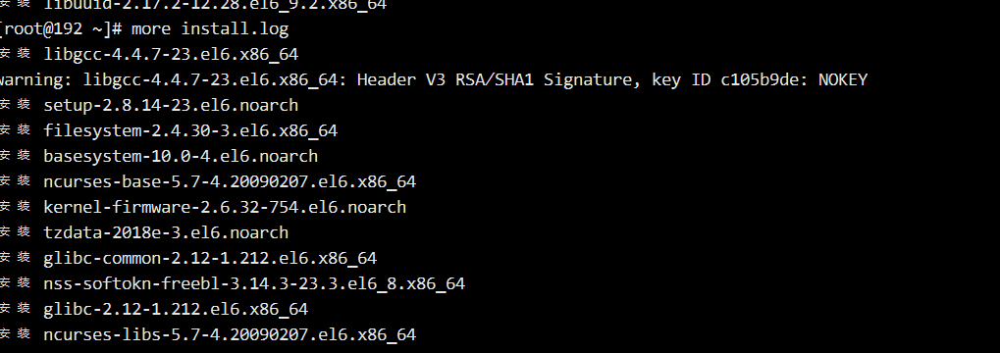 安装 libuuid-2.17.2-12.28.el6_9.2.x86_64
[root@192 ~]# more install.log
安装 libgcc-4.4.7-23.el6.x86_64
warning: libgcc-4.4.7-23.el6.x86_64: Header V3 RSA/SHA1 Signature, key ID c105b9de: NOKEY
安装 setup-2.8.14-23.el6.noarch
安装 filesystem-2.4.30-3.el6.x86_64
安装 basesystem-10.0-4.el6.noarch
安装 ncurses-base-5.7-4.20090207.el6.x86_64
安装 kernel-firmware-2.6.32-754.el6.noarch
安装 tzdata-2018e-3.el6.noarch
安装 glibc-common-2.12-1.212.el6.x86_64
安装 nss-softokn-freebl-3.14.3-23.3.el6_8.x86_64
安装 glibc-2.12-1.212.el6.x86_64
安装 ncurses-libs-5.7-4.20090207.el6.x86_64